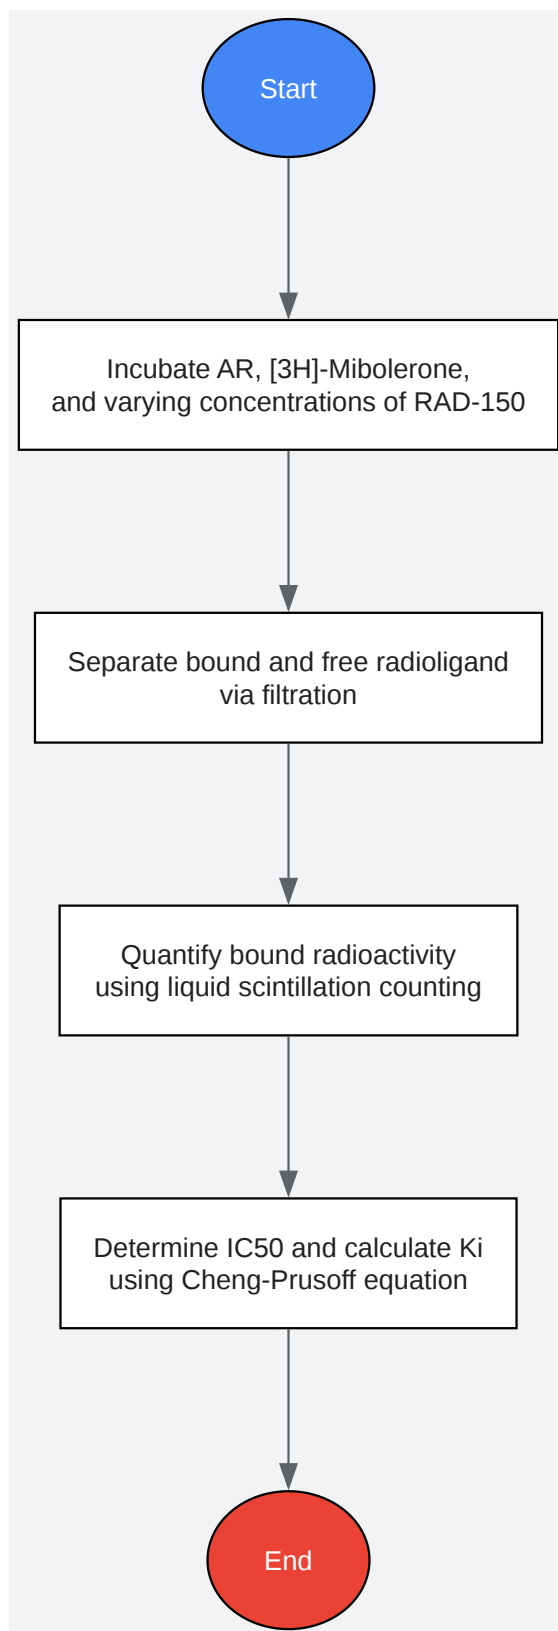 Start
Incubate AR, [3H]-Mibolerone,
and varying concentrations of RAD-150
Separate bound and free radioligand
via filtration
Quantify bound radioactivity
using liquid scintillation counting
Determine IC50 and calculate Ki
using Cheng-Prusoff equation
End